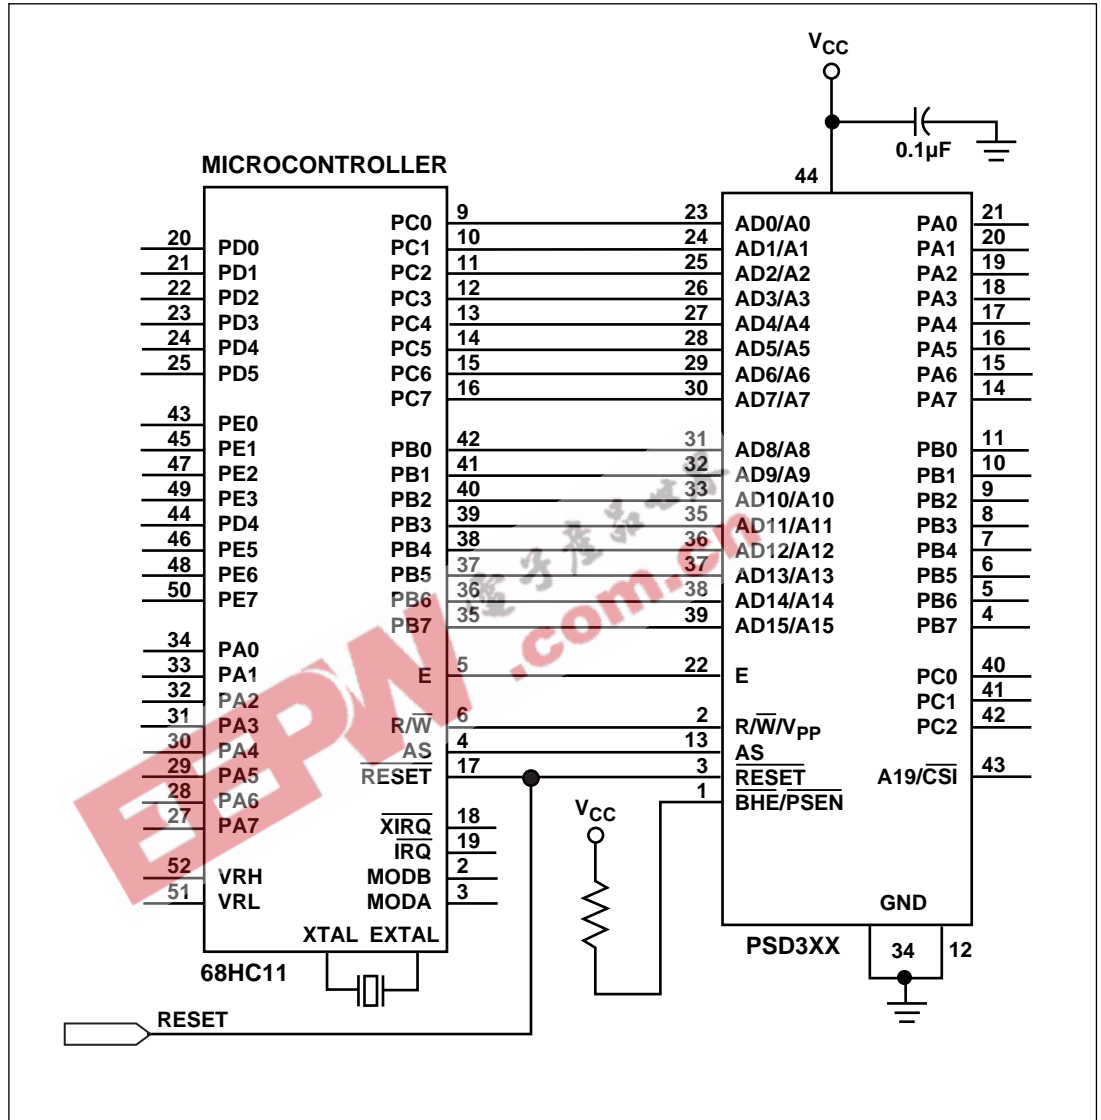 VCC
0.1µF
MICROCONTROLLER
44
PC0 9 23 AD0/A0 PA0 21
20 PD0 PC1 10 24 AD1/A1 PA1 20
21 PD1 PC2 11 25 AD2/A2 PA2 19
22 PD2 PC3 12 26 AD3/A3 PA3 18
23 PD3 PC4 13 27 AD4/A4 PA4 17
24 PD4 PC5 14 28 AD5/A5 PA5 16
25 PD5 PC6 15 29 AD6/A6 PA6 15
PC7 16 30 AD7/A7 PA7 14
43 PE0
45 PE1 PB0 42 31 AD8/A8 PB0 11
47 PE2 PB1 41 32 AD9/A9 PB1 10
49 PE3 PB2 40 33 AD10/A10 PB2 9
44 PD4 PB3 39 35 AD11/A11 PB3 8
46 PE5 PB4 38 36 AD12/A12 PB4 7
48 PE6 PB5 37 37 AD13/A13 PB5 6
50 PE7 PB6 36 38 AD14/A14 PB6 5
PB7 35 39 AD15/A15 PB7 4
34 PA0
33 PA1 E 5 22 E PC0 40
32 PA2 PC1 41
31 PA3 R/W̅ 6 2 R/W̅/VPP PC2 42
30 PA4 AS 4 13 AS
29 PA5 R̅E̅S̅E̅T̅ 17 3 R̅E̅S̅E̅T̅ A19/C̅S̅I̅ 43
28 PA6 1 B̅H̅E̅/P̅S̅E̅N̅
27 PA7 X̅I̅R̅Q̅ 18 VCC
I̅R̅Q̅ 19
52 VRH MODB 2
51 VRL MODA 3
GND
XTAL EXTAL
PSD3XX 34 12
68HC11
RESET
EEPW .com.cn
電子產品世界